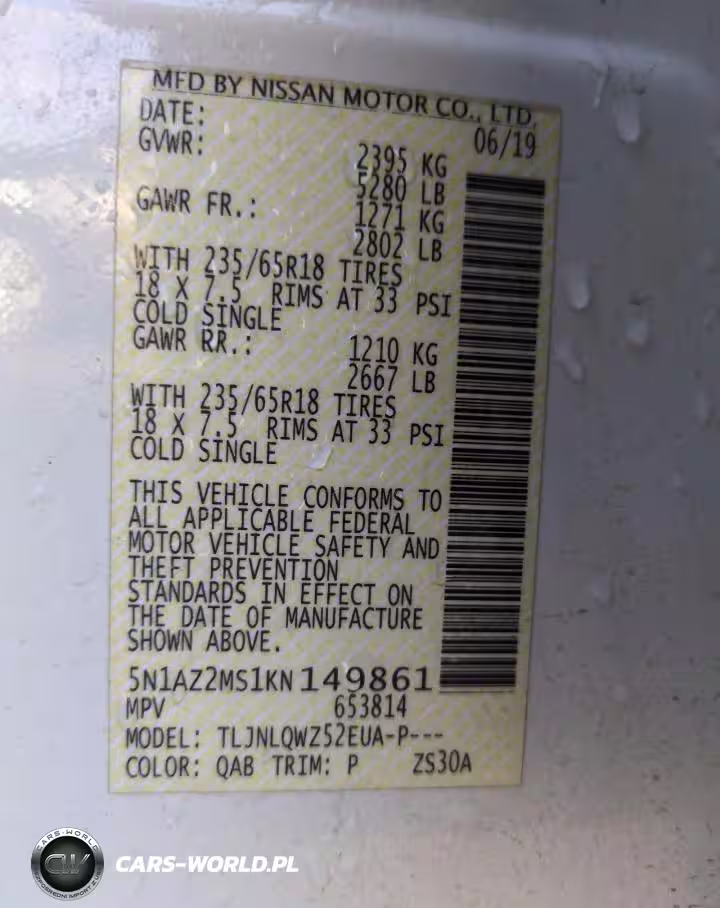 MFD BY NISSAN MOTOR CO., LTD.
DATE: 06/19
GVWR: 2395 KG
5280 LB
GAWR FR.: 1271 KG
2802 LB
WITH 235/65R18 TIRES
18 X 7.5 RIMS AT 33 PSI
COLD SINGLE
GAWR RR.: 1210 KG
2667 LB
WITH 235/65R18 TIRES
18 X 7.5 RIMS AT 33 PSI
COLD SINGLE
THIS VEHICLE CONFORMS TO
ALL APPLICABLE FEDERAL
MOTOR VEHICLE SAFETY AND
THEFT PREVENTION
STANDARDS IN EFFECT ON
THE DATE OF MANUFACTURE
SHOWN ABOVE.
5N1AZ2MS1KN149861
MPV 653814
MODEL: TLJNLQWZ52EUA-P---
COLOR: QAB TRIM: P ZS30A
CARS-WORLD
CW
CARS-WORLD.PL